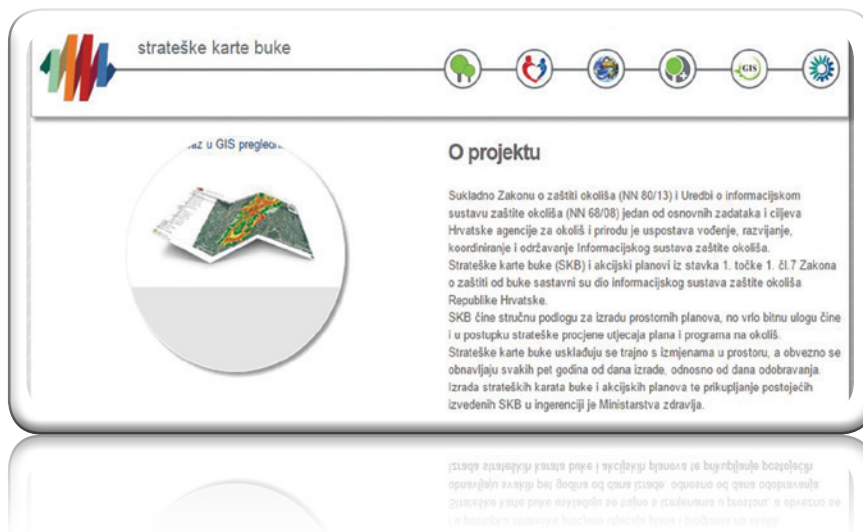 strateške karte buke
GIS
u GIS
O projektu
Sukladno Zakonu o zaštiti okoliša (NN 80/13) i Uredbi o informacijskom
sustavu zaštite okoliša (NN 68/08) jedan od osnovnih zadataka i ciljeva
Hrvatske agencije za okoliš i prirodu je uspostava vođenje, razvijanje,
koordiniranje i održavanje Informacijskog sustava zaštite okoliša.
Strateške karte buke (SKB) i akcijski planovi iz stavka 1. točke 1. čl.7 Zakona
o zaštiti od buke sastavni su dio informacijskog sustava zaštite okoliša
Republike Hrvatske.
SKB čine stručnu podlogu za izradu prostornih planova, no vrlo bitnu ulogu čine
i u postupku strateške procjene utjecaja plana i programa na okoliš.
Strateške karte buke usklađuju se trajno s izmjenama u prostoru, a obvezno se
obnavljaju svakih pet godina od dana izrade, odnosno od dana odobravanja.
Izrada strateških karata buke i akcijskih planova te prikupljanje postojećih
izvedenih SKB u ingerenciji je Ministarstva zdravlja.